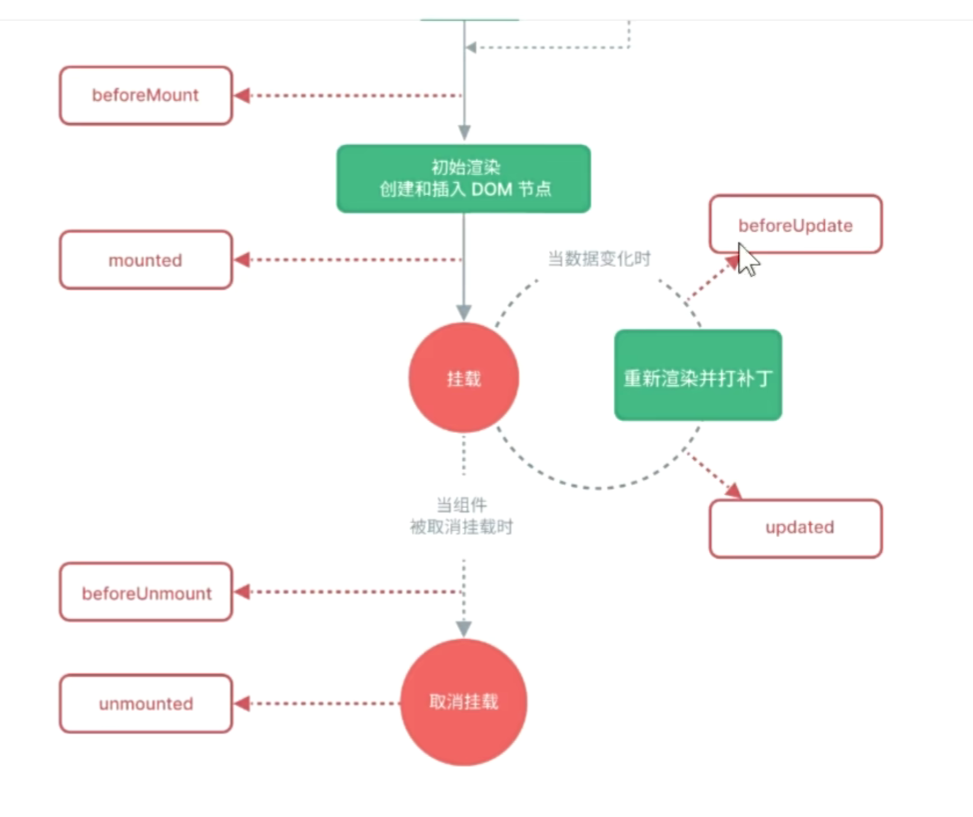 beforeMount
初始渲染
创建和插入 DOM 节点
beforeUpdate
mounted
当数据变化时
挂载
重新渲染并打补丁
当组件
被取消挂载时
updated
beforeUnmount
取消挂载
unmounted